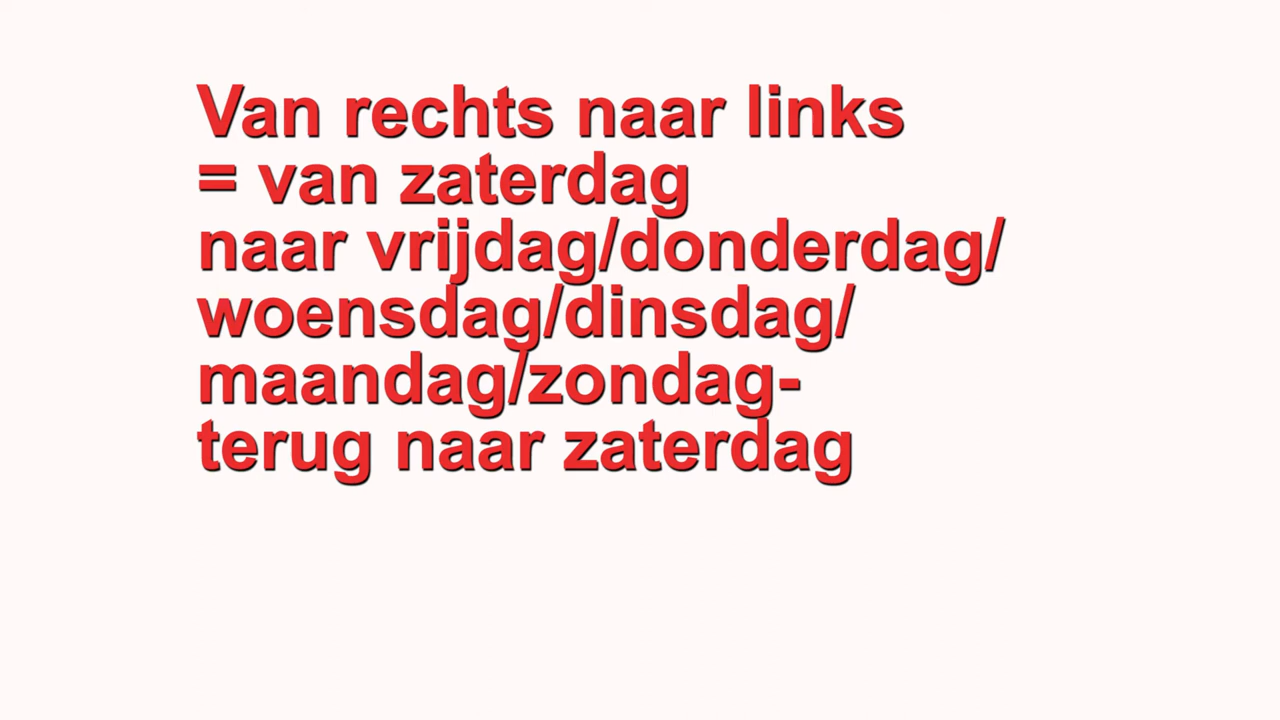 Van rechts naar links
= van zaterdag
naar vrijdag/donderdag/
woensdag/dinsdag/
maandag/zondag-
terug naar zaterdag